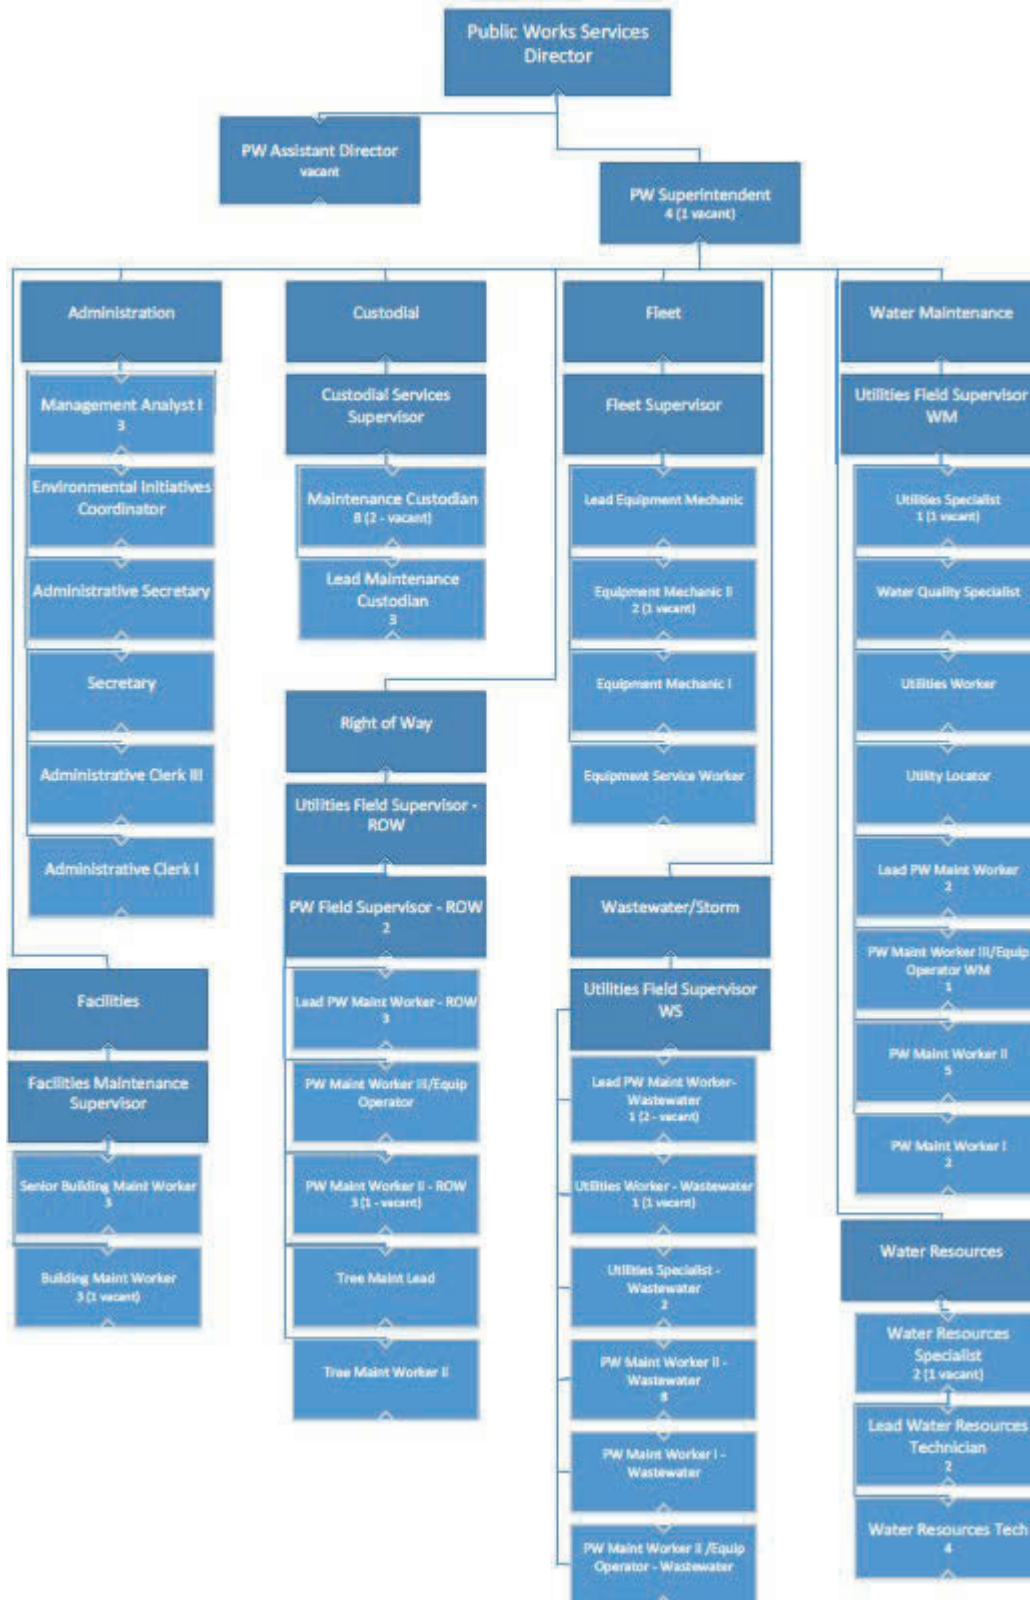 Public Works Services
Director
PW Assistant Director
vacant
PW Superintendent
4 (1 vacant)
Administration
Management Analyst I
3
Environmental Initiatives
Coordinator
Administrative Secretary
Secretary
Administrative Clerk III
Administrative Clerk I
Facilities
Facilities Maintenance
Supervisor
Senior Building Maint Worker
3
Building Maint Worker
3 (1 vacant)
Custodial
Custodial Services
Supervisor
Maintenance Custodian
8 (2 - vacant)
Lead Maintenance
Custodian
3
Right of Way
Utilities Field Supervisor -
ROW
PW Field Supervisor - ROW
2
Lead PW Maint Worker - ROW
3
PW Maint Worker III/Equip
Operator
PW Maint Worker II - ROW
3 (1 - vacant)
Tree Maint Lead
Tree Maint Worker II
Fleet
Fleet Supervisor
Lead Equipment Mechanic
Equipment Mechanic II
2 (1 vacant)
Equipment Mechanic I
Equipment Service Worker
Wastewater/Storm
Utilities Field Supervisor
WS
Lead PW Maint Worker-
Wastewater
1 (2 - vacant)
Utilities Worker - Wastewater
1 (1 vacant)
Utilities Specialist -
Wastewater
2
PW Maint Worker II -
Wastewater
8
PW Maint Worker I -
Wastewater
PW Maint Worker II /Equip
Operator - Wastewater
Water Maintenance
Utilities Field Supervisor
WM
Utilities Specialist
1 (1 vacant)
Water Quality Specialist
Utilities Worker
Utility Locator
Lead PW Maint Worker
2
PW Maint Worker III/Equip
Operator WM
1
PW Maint Worker II
5
PW Maint Worker I
2
Water Resources
Water Resources
Specialist
2 (1 vacant)
Lead Water Resources
Technician
2
Water Resources Tech
4